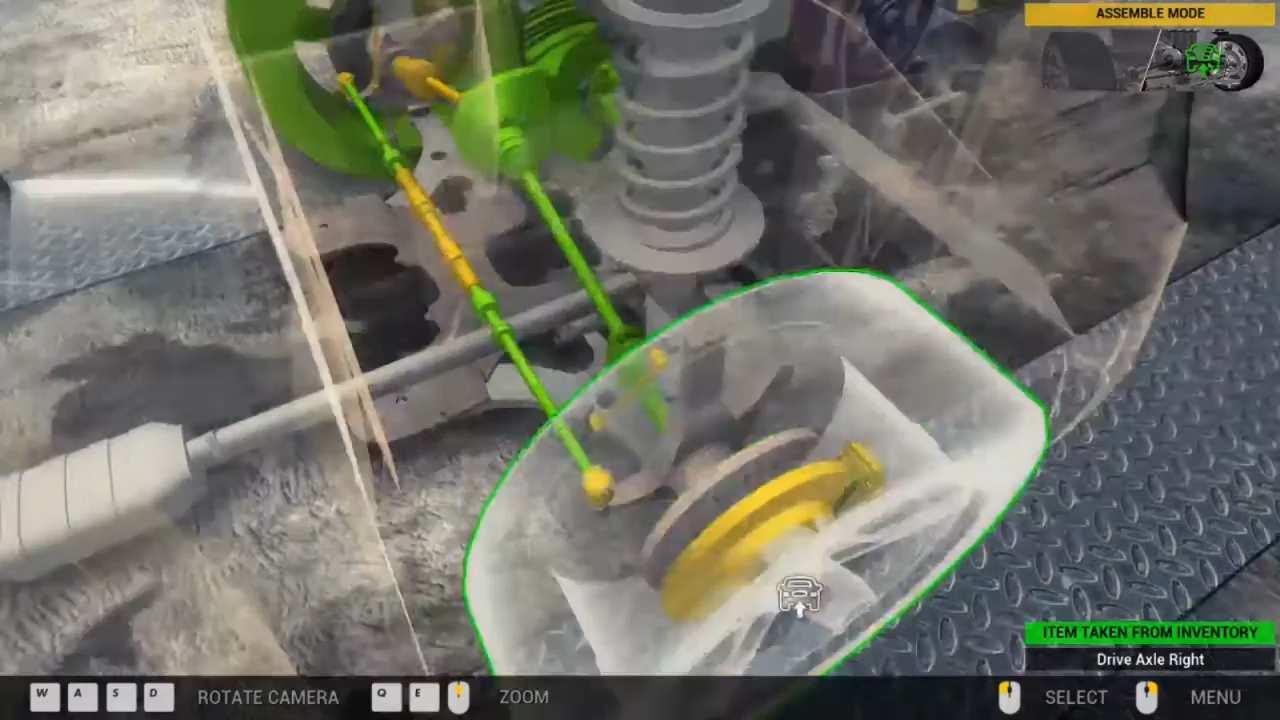 ASSEMBLE MODE
ITEM TAKEN FROM INVENTORY
Drive Axle Right
W A S D ROTATE CAMERA Q E ZOOM SELECT MENU